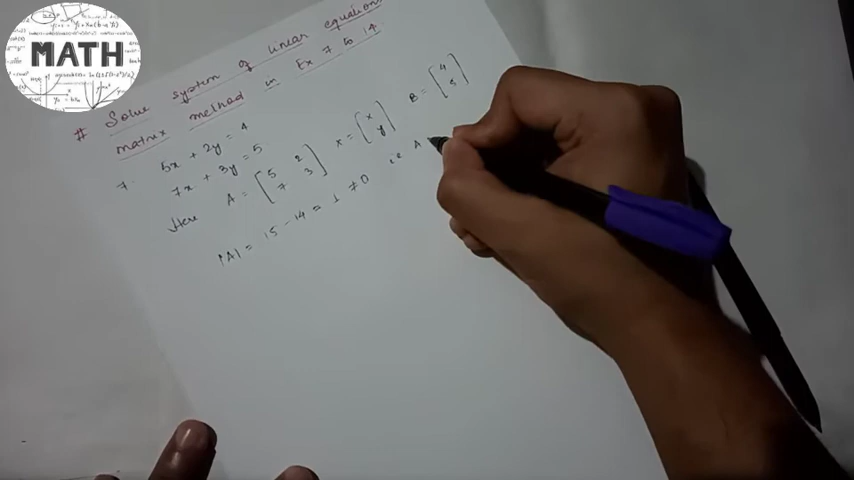 MATH
# Solve system of linear equations
matrix method in Ex 7 to 14
7. 5x + 2y = 4
7x + 3y = 5
Here A = [5 2 7 3] X = [x y] B = [4 5]
|A| = 15 - 14 = 1 ≠ 0 i.e A